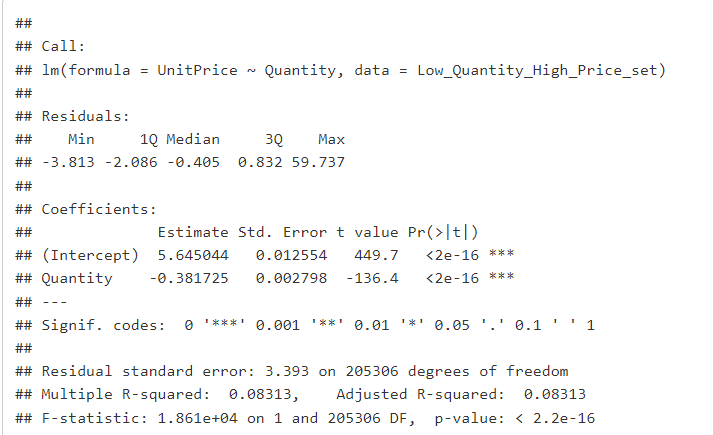 ##
## Call:
## lm(formula = UnitPrice ~ Quantity, data = Low_Quantity_High_Price_set)
##
## Residuals:
##    Min     1Q Median     3Q    Max
## -3.813 -2.086 -0.405  0.832 59.737
##
## Coefficients:
##              Estimate Std. Error t value Pr(>|t|)
## (Intercept)  5.645044   0.012554   449.7   <2e-16 ***
## Quantity    -0.381725   0.002798  -136.4   <2e-16 ***
## ---
## Signif. codes:  0 '***' 0.001 '**' 0.01 '*' 0.05 '.' 0.1 ' ' 1
##
## Residual standard error: 3.393 on 205306 degrees of freedom
## Multiple R-squared:  0.08313,    Adjusted R-squared:  0.08313
## F-statistic: 1.861e+04 on 1 and 205306 DF,  p-value: < 2.2e-16